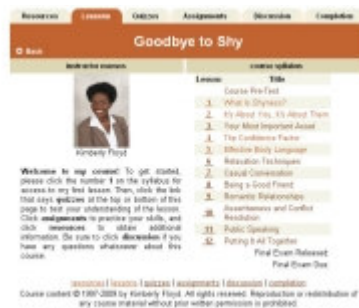 Resources Lessons Quizzes Assignments Discussion Completion
Goodbye to Shy
Back
course syllabus
Lesson Title
Course Pre-Test
1. What Is Shyness?
2. It's About You, It's About Them
3. Your Most Important Asset
4. The Confidence Factor
5. Effective Body Language
6. Relaxation Techniques
7. Casual Conversation
8. Being a Good Friend
9. Romantic Relationships
10. Assertiveness and Conflict
Resolution
11. Public Speaking
12. Putting It All Together
Final Exam Released:
Final Exam Due:
Kimberly Floyd
Welcome to my course! To get started,
please click the number 1 on the syllabus for
access to my first lesson. Then, click the link
that says quizzes at the top or bottom of this
page to test your understanding of the lesson.
Click assignments to practice your skills, and
click resources to obtain additional
information. Be sure to click discussion if you
have any questions whatsoever about this
course.
resources | lessons | quizzes | assignments | discussion | completion
Course content © 1997-2009 by Kimberly Floyd. All rights reserved. Reproduction or redistribution of
any course material without prior written permission is prohibited.